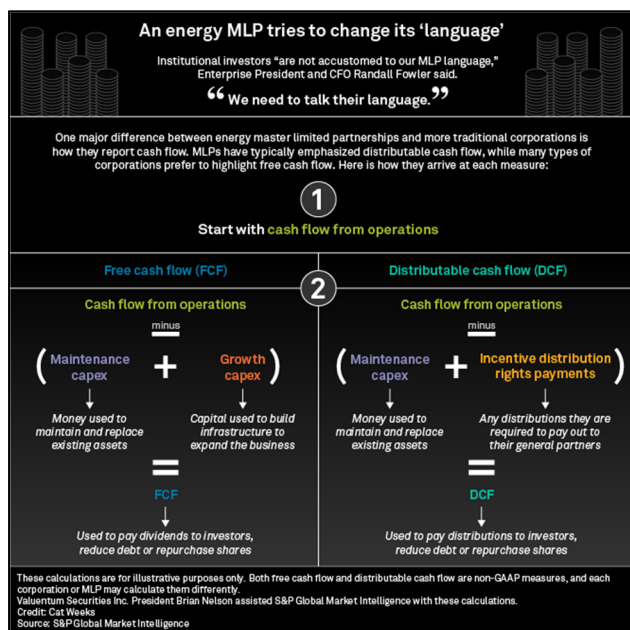 An energy MLP tries to change its ‘language’
Institutional investors “are not accustomed to our MLP language,”
Enterprise President and CFO Randall Fowler said.
“We need to talk their language.”
One major difference between energy master limited partnerships and more traditional corporations is
how they report cash flow. MLPs have typically emphasized distributable cash flow, while many types of
corporations prefer to highlight free cash flow. Here is how they arrive at each measure:
1
Start with cash flow from operations
2
Free cash flow (FCF)
Cash flow from operations
minus
(Maintenance capex + Growth capex)
Money used to
maintain and replace
existing assets
Capital used to build
infrastructure to
expand the business
=
FCF
Used to pay dividends to investors,
reduce debt or repurchase shares
Distributable cash flow (DCF)
Cash flow from operations
minus
(Maintenance capex + Incentive distribution rights payments)
Money used to
maintain and replace
existing assets
Any distributions they are
required to pay out to
their general partners
=
DCF
Used to pay distributions to investors,
reduce debt or repurchase shares
These calculations are for illustrative purposes only. Both free cash flow and distributable cash flow are non-GAAP measures, and each
corporation or MLP may calculate them differently.
Valuentum Securities Inc. President Brian Nelson assisted S&P Global Market Intelligence with these calculations.
Credit: Cat Weeks
Source: S&P Global Market Intelligence